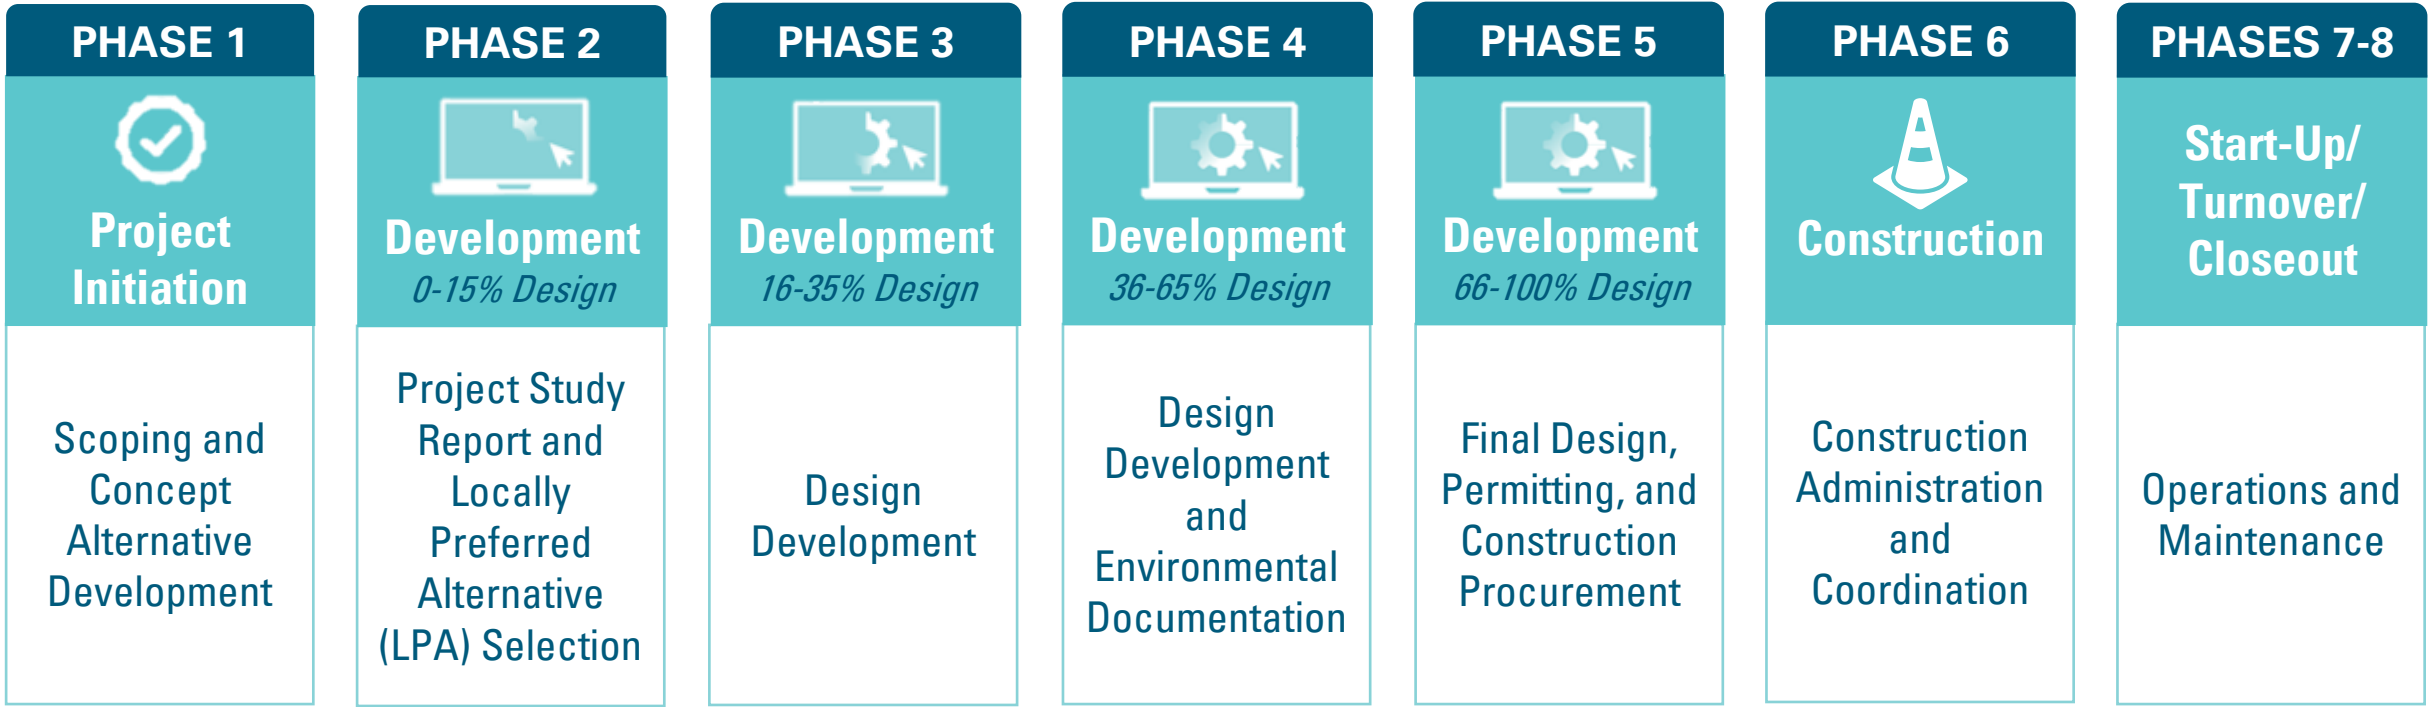 PHASE 1
Project
Initiation
Scoping and
Concept
Alternative
Development
PHASE 2
Development
0-15% Design
Project Study
Report and
Locally
Preferred
Alternative
(LPA) Selection
PHASE 3
Development
16-35% Design
Design
Development
PHASE 4
Development
36-65% Design
Design
Development
and
Environmental
Documentation
PHASE 5
Development
66-100% Design
Final Design,
Permitting, and
Construction
Procurement
PHASE 6
Construction
Construction
Administration
and
Coordination
PHASES 7-8
Start-Up/
Turnover/
Closeout
Operations and
Maintenance